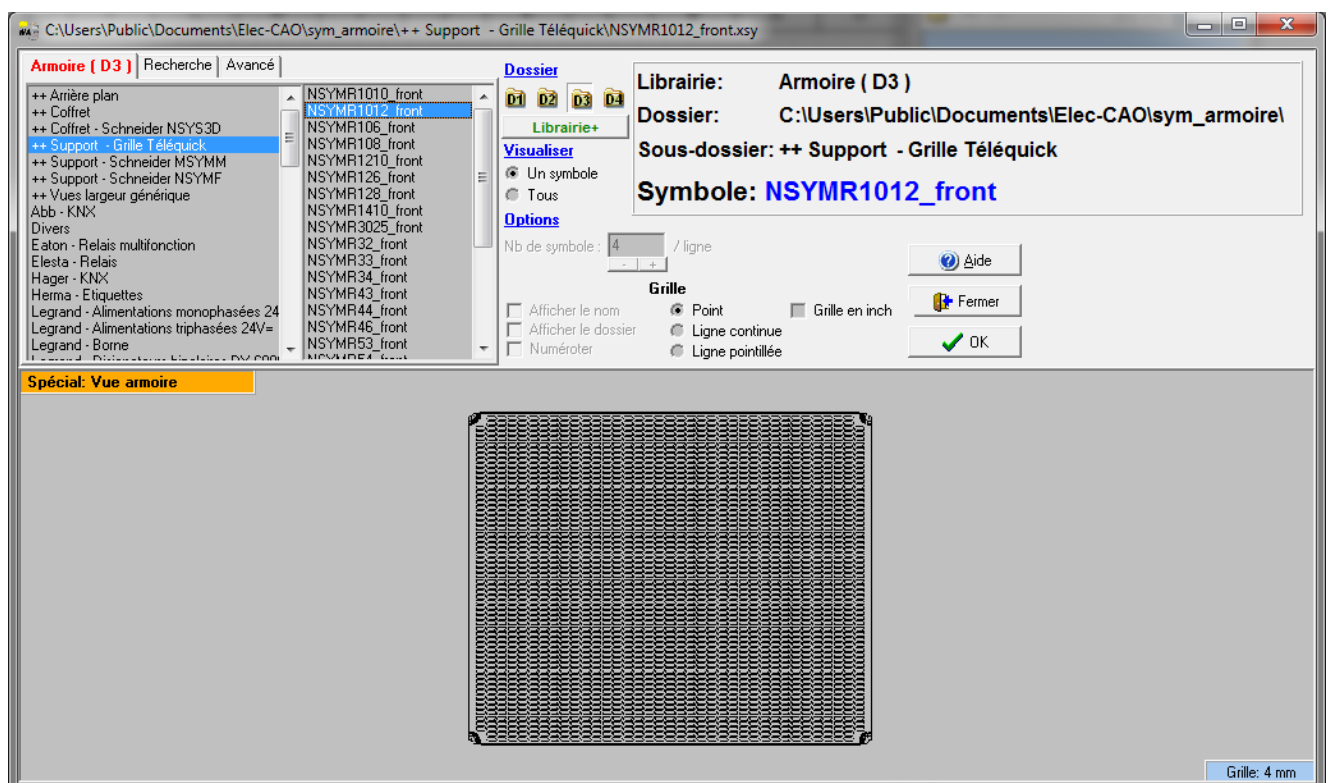 C:\Users\Public\Documents\Elec-CAO\sym_armoire\++ Support - Grille Téléquick\NSYMR1012_front.xsy
Armoire ( D3 )
Recherche
Avancé
++ Arrière plan
++ Coffret
++ Coffret - Schneider NSYS3D
++ Support - Grille Téléquick
++ Support - Schneider MSYMM
++ Support - Schneider NSYMF
++ Vues largeur générique
Abb - KNX
Divers
Eaton - Relais multifonction
Elesta - Relais
Hager - KNX
Herma - Etiquettes
Legrand - Alimentations monophasées 24
Legrand - Alimentations triphasées 24V=
Legrand - Borne
NSYMR1010_front
NSYMR1012_front
NSYMR106_front
NSYMR108_front
NSYMR1210_front
NSYMR126_front
NSYMR128_front
NSYMR1410_front
NSYMR3025_front
NSYMR32_front
NSYMR33_front
NSYMR34_front
NSYMR43_front
NSYMR44_front
NSYMR46_front
NSYMR53_front
Dossier
D1 D2 D3 D4
Librairie+
Visualiser
Un symbole
Tous
Options
Nb de symbole : 4 / ligne
- +
Grille
Afficher le nom
Afficher le dossier
Numéroter
Point
Ligne continue
Ligne pointillée
Grille en inch
Librairie: Armoire ( D3 )
Dossier: C:\Users\Public\Documents\Elec-CAO\sym_armoire\
Sous-dossier: ++ Support - Grille Téléquick
Symbole: NSYMR1012_front
Aide
Fermer
OK
Spécial: Vue armoire
Grille: 4 mm